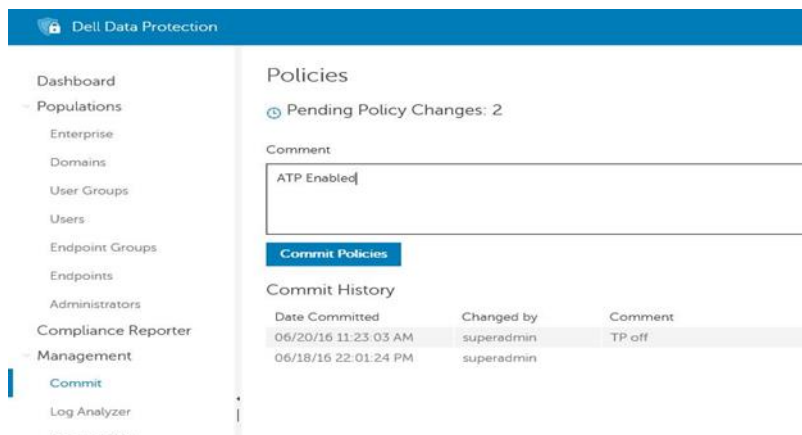 Dell Data Protection
Dashboard
Populations
Enterprise
Domains
User Groups
Users
Endpoint Groups
Endpoints
Administrators
Compliance Reporter
Management
Commit
Log Analyzer
Policies
Pending Policy Changes: 2
Comment
ATP Enabled
Commit Policies
Commit History
Date Committed Changed by Comment
06/20/16 11:23:03 AM superadmin TP off
06/18/16 22:01:24 PM superadmin